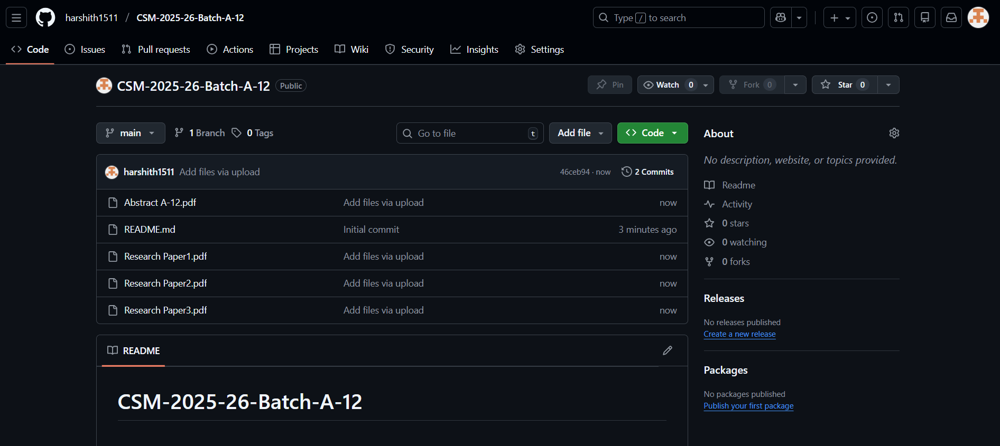 harshith1511 / CSM-2025-26-Batch-A-12
Type / to search
Code Issues Pull requests Actions Projects Wiki Security Insights Settings
CSM-2025-26-Batch-A-12 Public
Pin Watch 0 Fork 0 Star 0
main 1 Branch 0 Tags
Go to file t Add file Code
harshith1511 Add files via upload 46ceb94 · now 2 Commits
Abstract A-12.pdf Add files via upload now
README.md Initial commit 3 minutes ago
Research Paper1.pdf Add files via upload now
Research Paper2.pdf Add files via upload now
Research Paper3.pdf Add files via upload now
README
CSM-2025-26-Batch-A-12
About
No description, website, or topics provided.
Readme
Activity
0 stars
0 watching
0 forks
Releases
No releases published
Create a new release
Packages
No packages published
Publish your first package